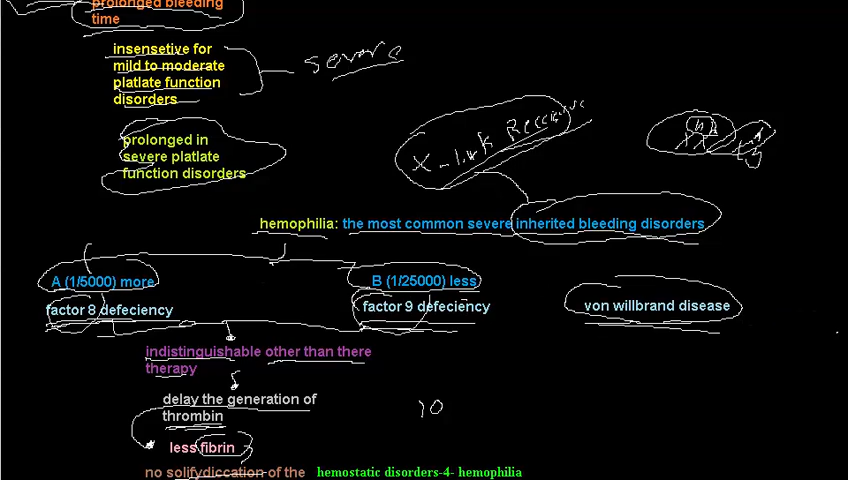 prolonged bleeding
time
insensetive for
mild to moderate
platlate function
disorders
severe
prolonged in
severe platlate
function disorders
X-link Recessive
hemophilia: the most common severe inherited bleeding disorders
A (1/5000) more
B (1/25000) less
factor 8 defeciency
factor 9 defeciency
von willbrand disease
indistinguishable other than there
therapy
delay the generation of
thrombin
10
less fibrin
no solifydiccation of the
hemostatic disorders-4- hemophilia